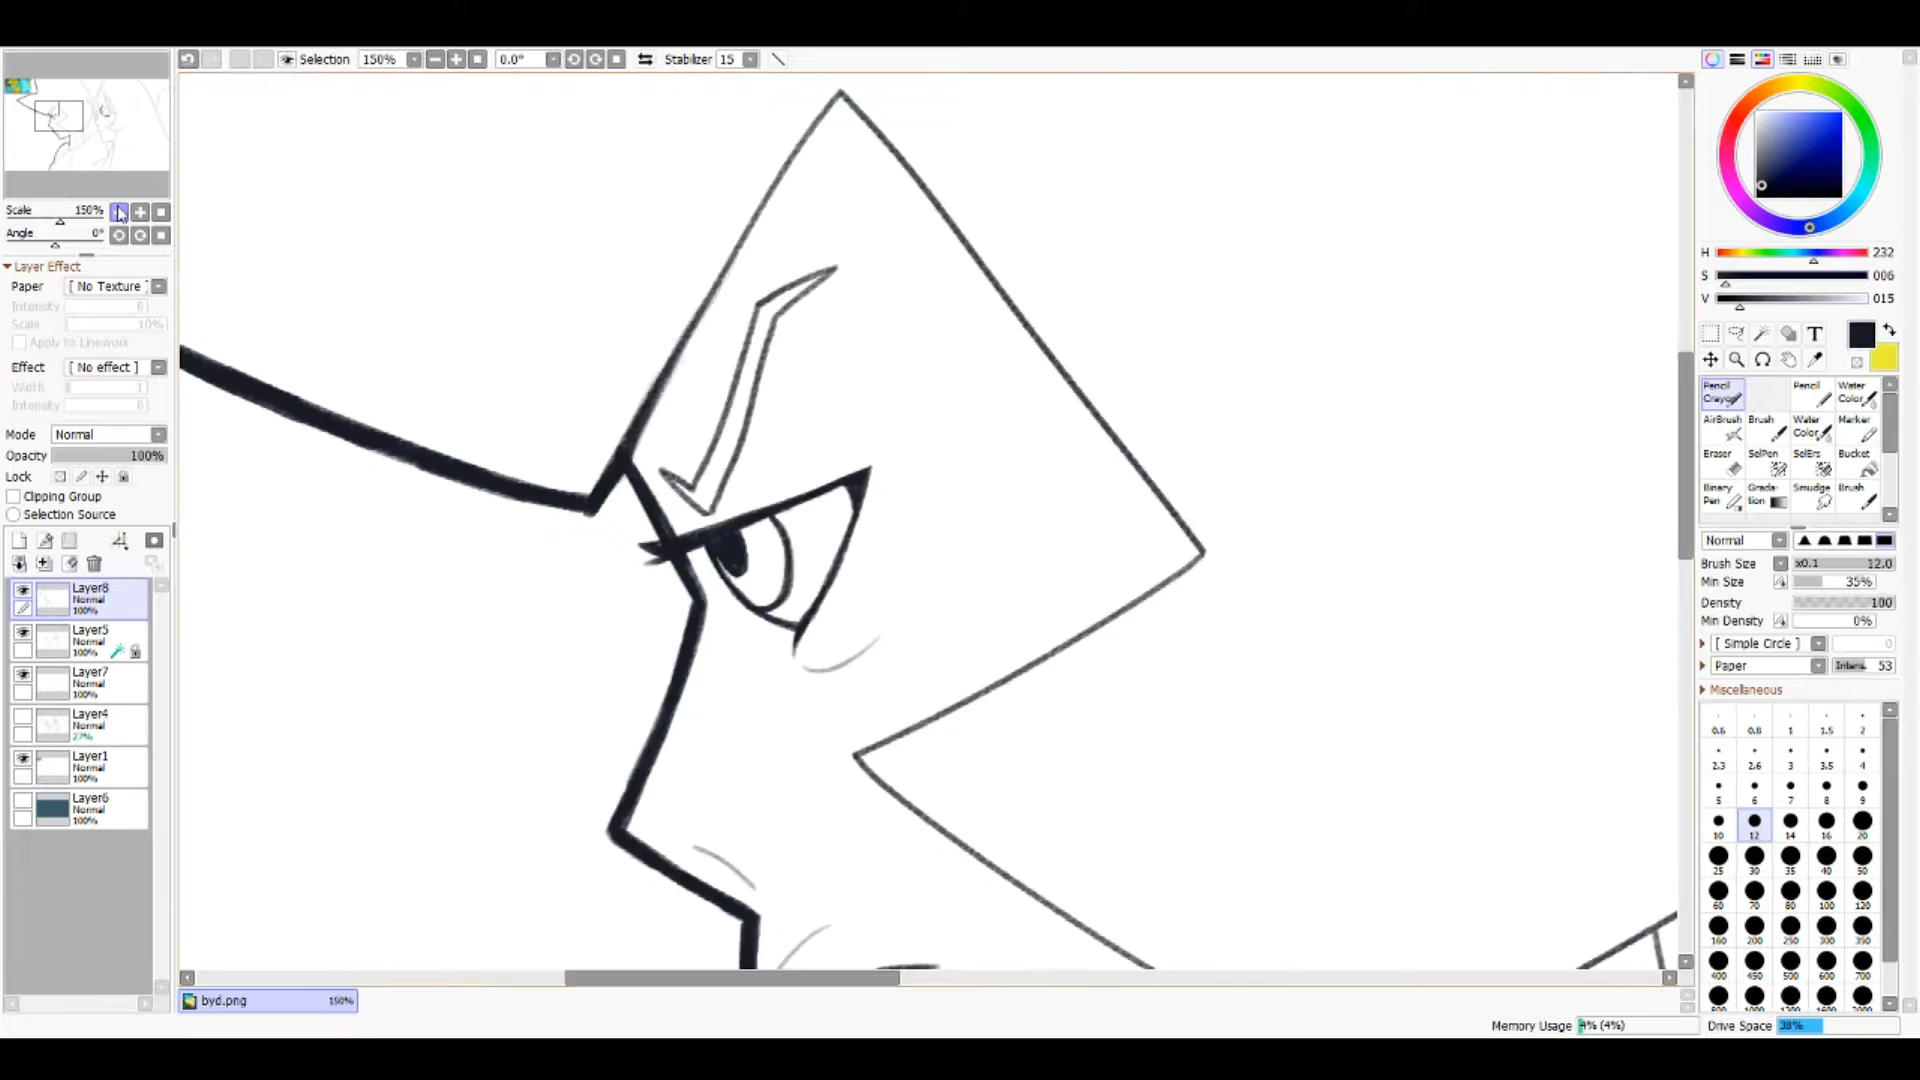 Selection 150% 0.0° Stabilizer 15
Scale 150%
Angle 0°
Layer Effect
Paper [ No Texture ]
Intensity 0
Scale 10%
Apply to Linework
Effect [ No effect ]
Width 1
Intensity 0
Mode Normal
Opacity 100%
Lock
Clipping Group
Selection Source
Layer8
Normal
100%
Layer5
Normal
100%
Layer7
Normal
100%
Layer4
Normal
27%
Layer1
Normal
100%
Layer6
Normal
100%
byd.png 150%
H 232
S 006
V 015
T
Pencil Crayon
Pencil
Water Color
AirBrush Brush Water Color Marker
Eraser SelPen SelErs Bucket
Binary Pen Grada-tion Smudge Brush
Normal
Brush Size x0.1 12.0
Min Size 35%
Density 100
Min Density 0%
[ Simple Circle ] 0
Paper Intens. 53
Miscellaneous
0.6 0.8 1 1.5 2
2.3 2.6 3 3.5 4
5 6 7 8 9
10 12 14 16 20
25 30 35 40 50
60 70 80 100 120
160 200 250 300 350
400 450 500 600 700
Memory Usage 4% (4%) Drive Space 38%